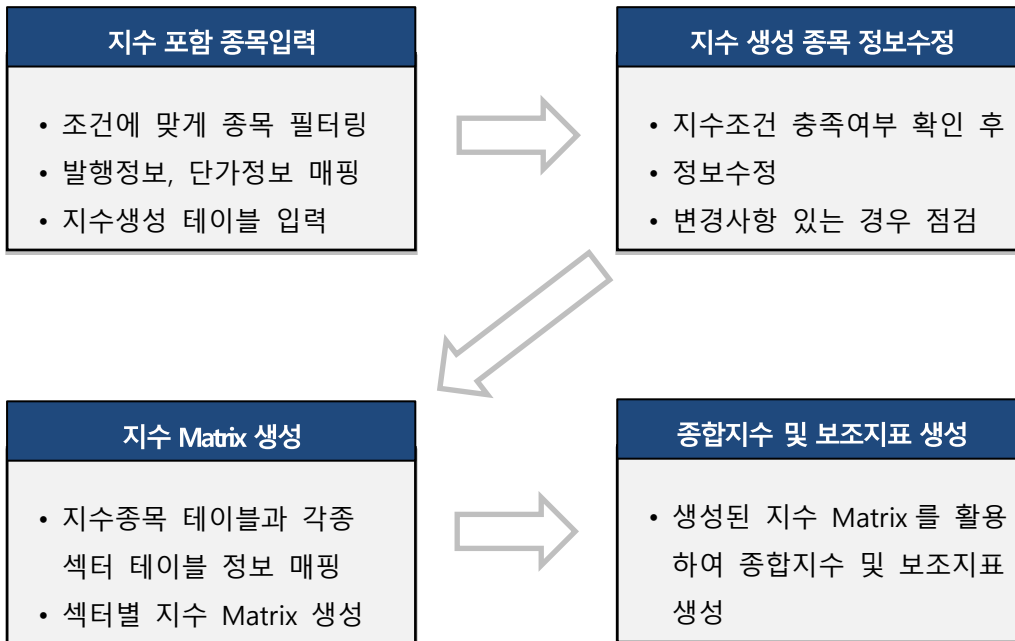 지수 포함 종목입력
• 조건에 맞게 종목 필터링
• 발행정보, 단가정보 매핑
• 지수생성 테이블 입력
지수 생성 종목 정보수정
• 지수조건 충족여부 확인 후
• 정보수정
• 변경사항 있는 경우 점검
지수 Matrix 생성
• 지수종목 테이블과 각종
섹터 테이블 정보 매핑
• 섹터별 지수 Matrix 생성
종합지수 및 보조지표 생성
• 생성된 지수 Matrix 를 활용
하여 종합지수 및 보조지표
생성